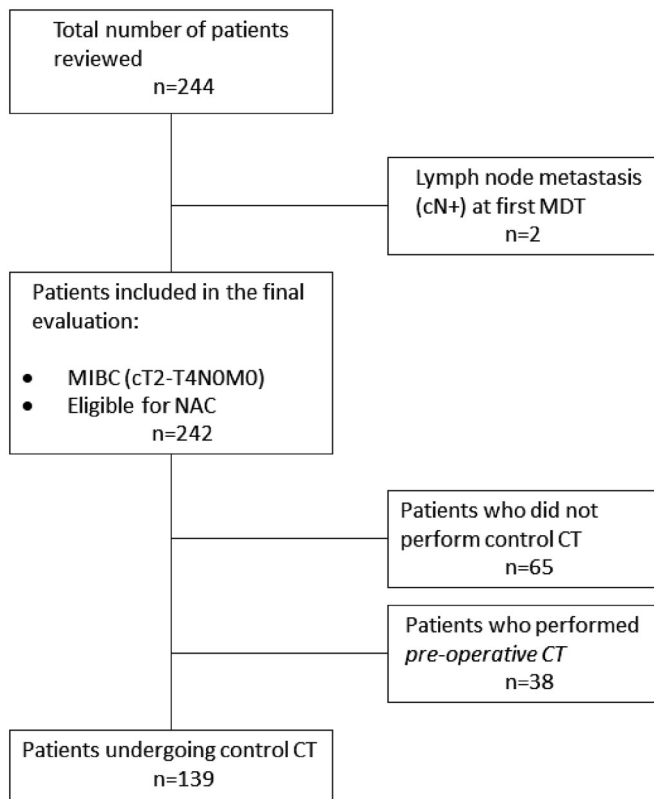 Total number of patients
reviewed
n=244
Lymph node metastasis
(cN+) at first MDT
n=2
Patients included in the final
evaluation:
• MIBC (cT2-T4N0M0)
• Eligible for NAC
n=242
Patients who did not
perform control CT
n=65
Patients who performed
pre-operative CT
n=38
Patients undergoing control CT
n=139